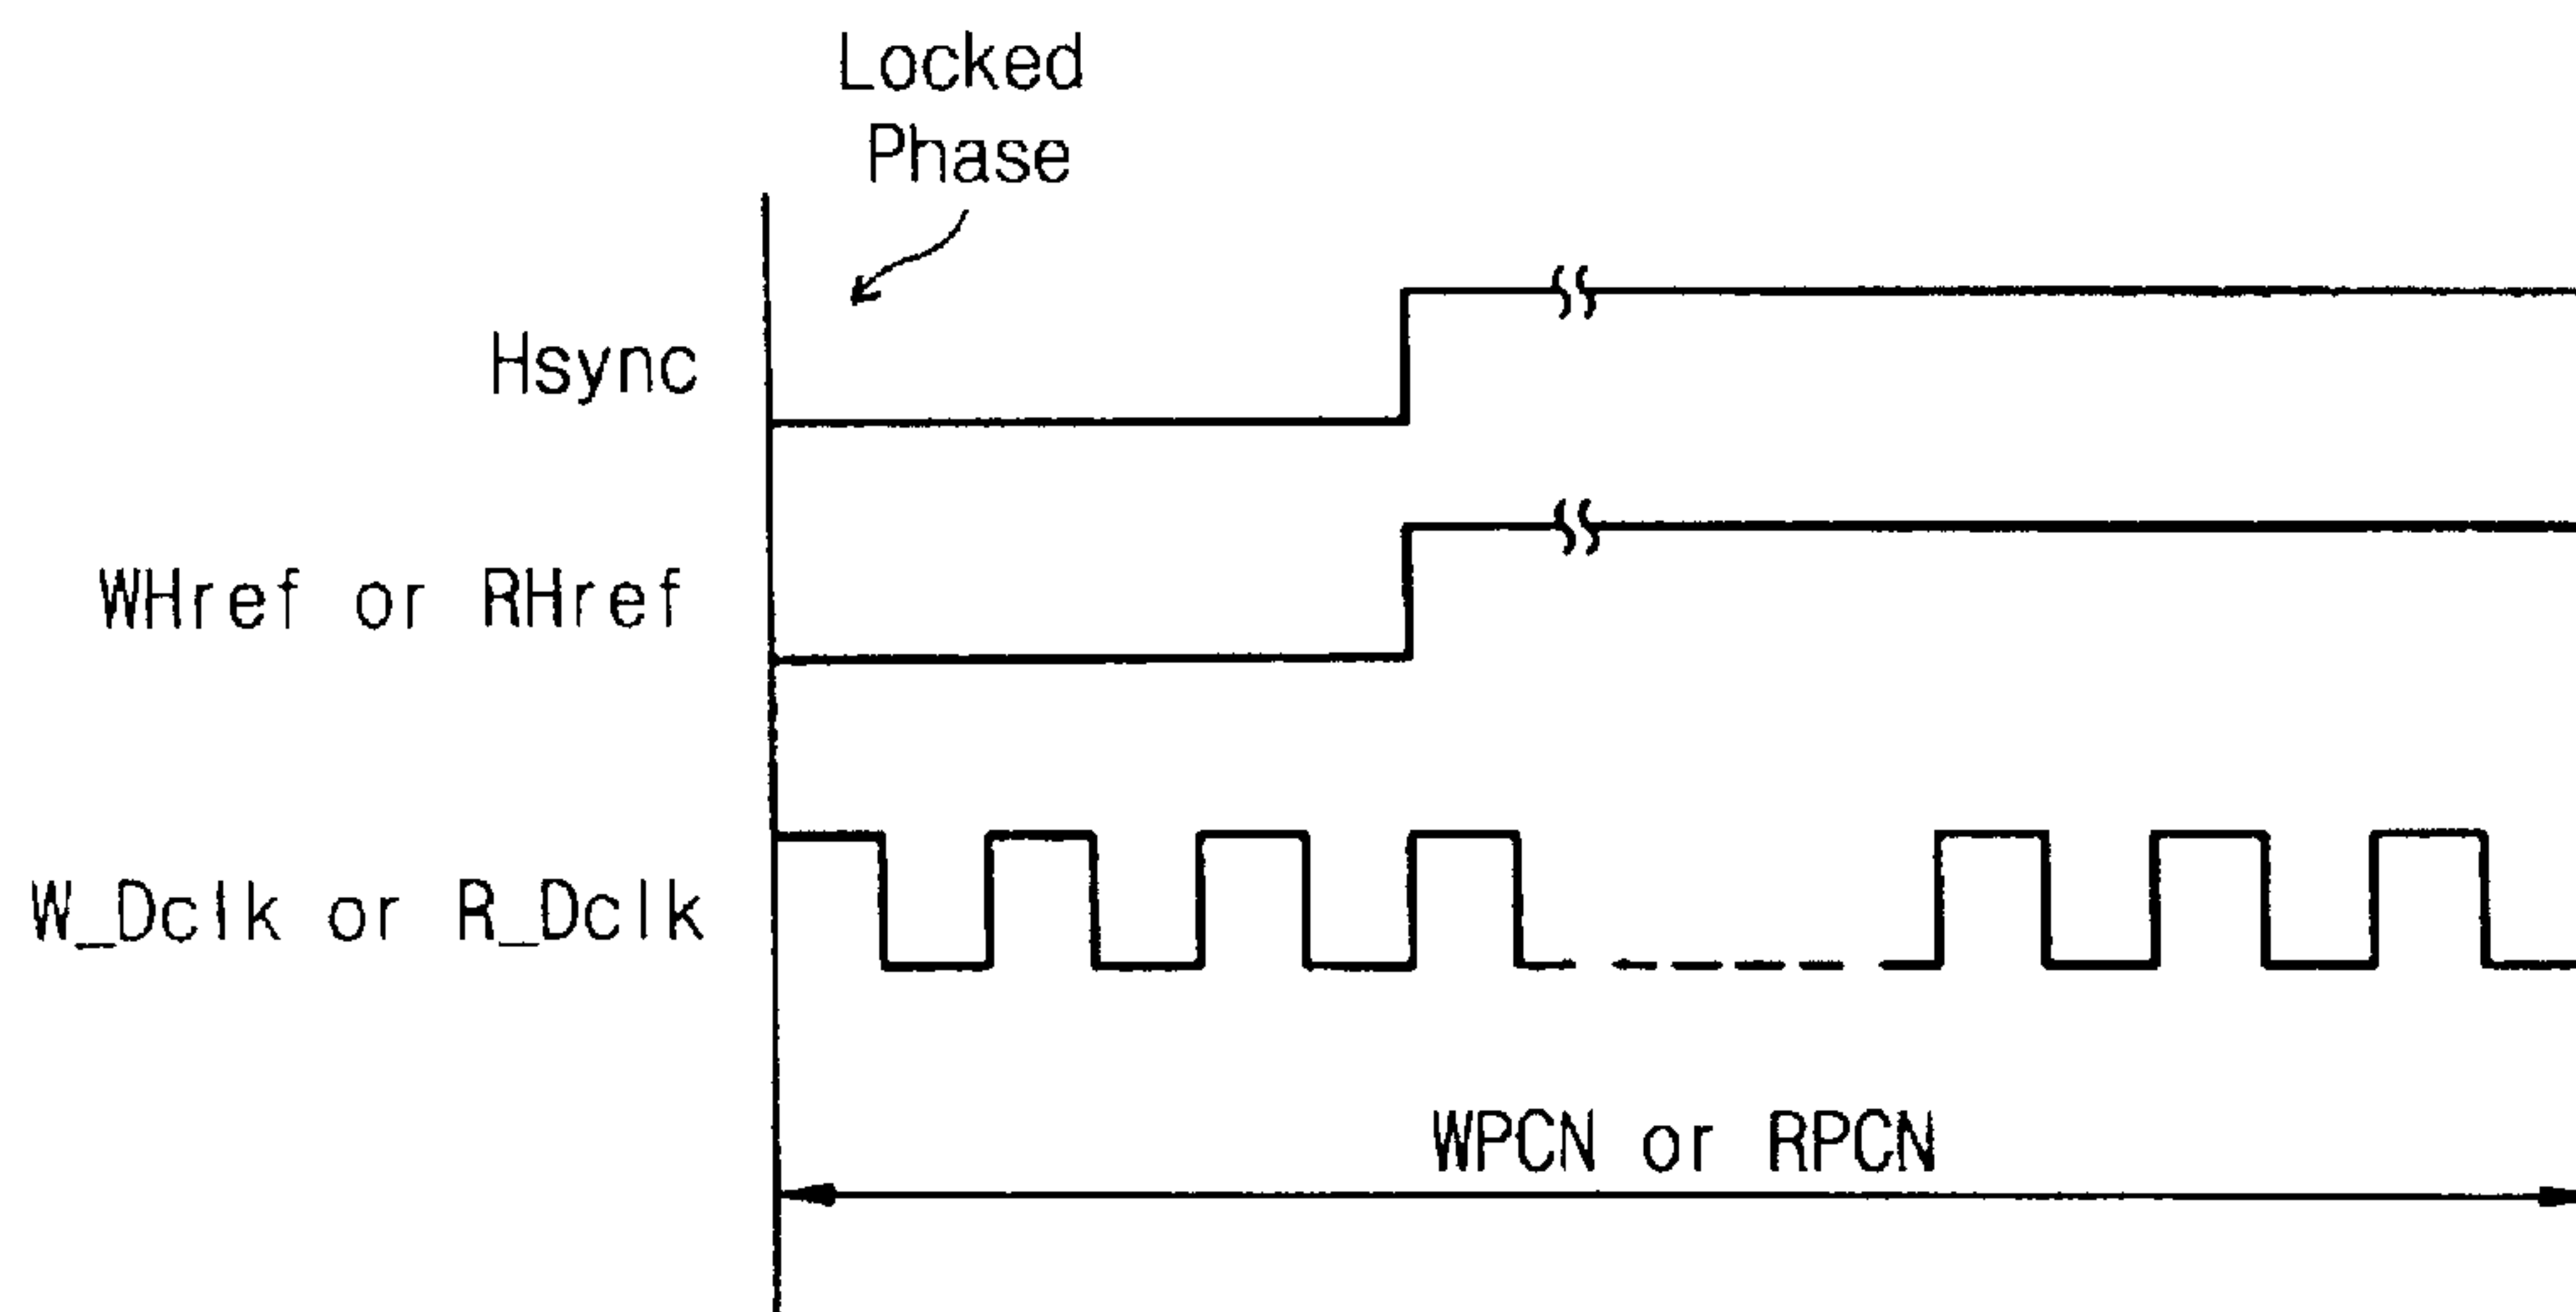 Locked
Phase
Hsync
WHref or RHref
W_Dclk or R_Dclk
WPCN or RPCN